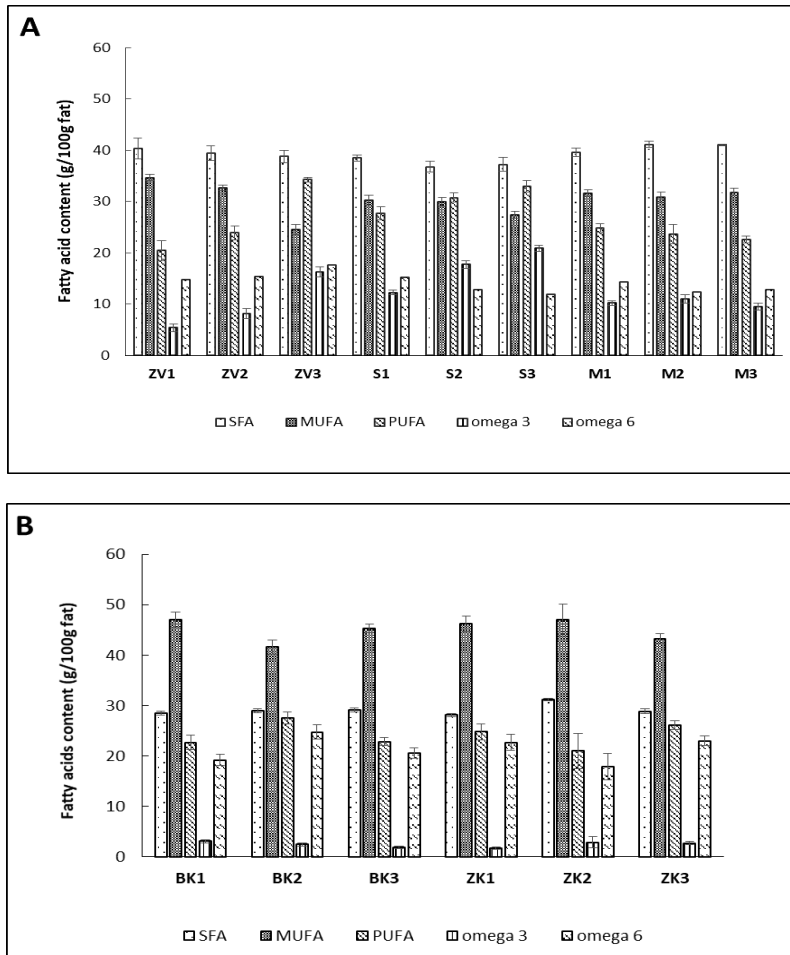 A
Fatty acid content (g/100g fat)
60
50
40
30
20
10
0
ZV1 ZV2 ZV3 S1 S2 S3 M1 M2 M3
SFA MUFA PUFA omega 3 omega 6
B
Fatty acids content (g/100g fat)
60
50
40
30
20
10
0
BK1 BK2 BK3 ZK1 ZK2 ZK3
SFA MUFA PUFA omega 3 omega 6